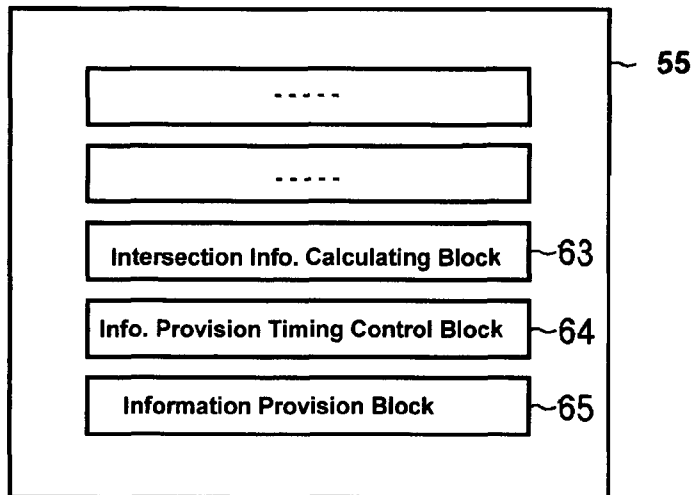 55
-----
-----
Intersection Info. Calculating Block 63
Info. Provision Timing Control Block 64
Information Provision Block 65